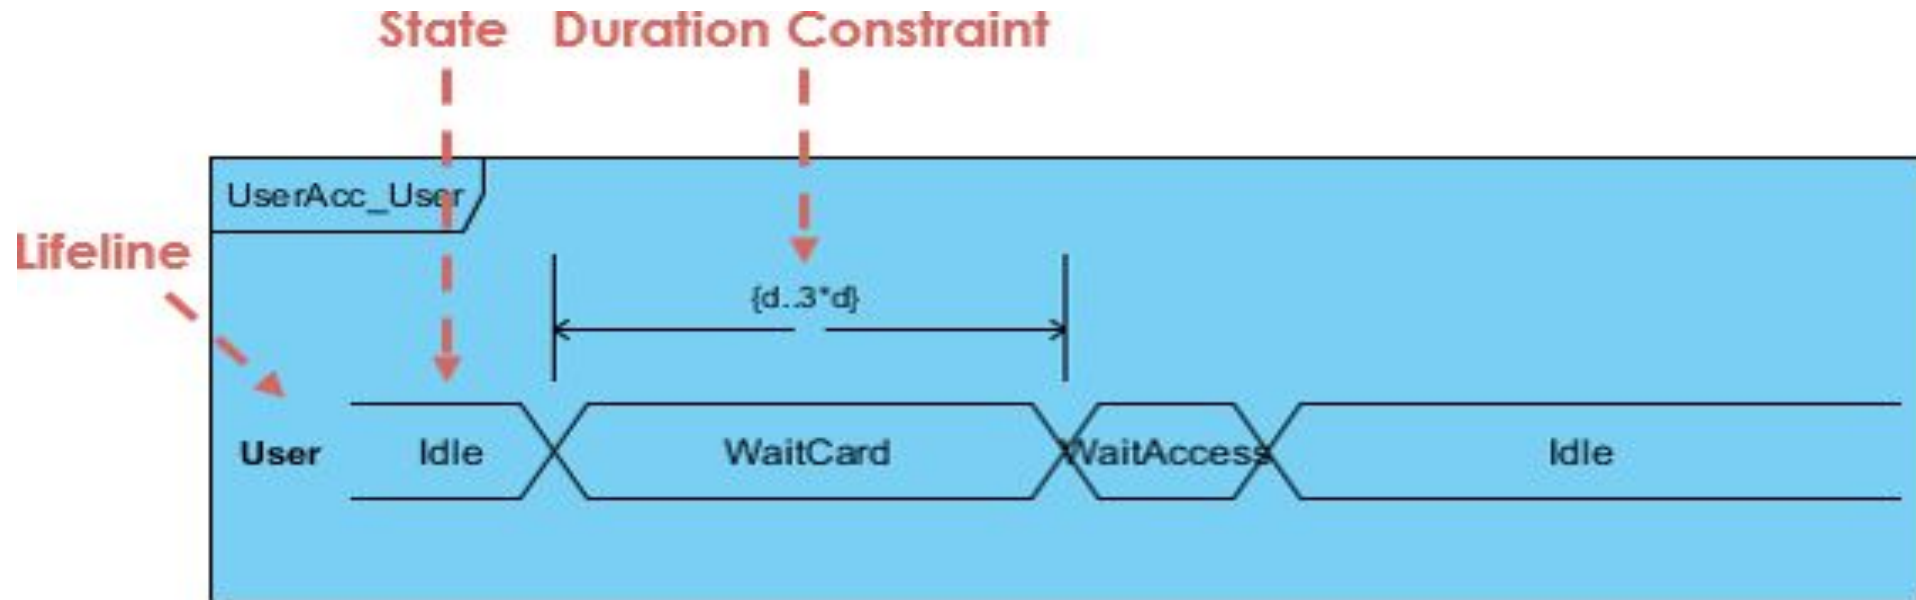 State Duration Constraint
UserAcc_User
Lifeline
{d..3*d}
User Idle WaitCard WaitAccess Idle